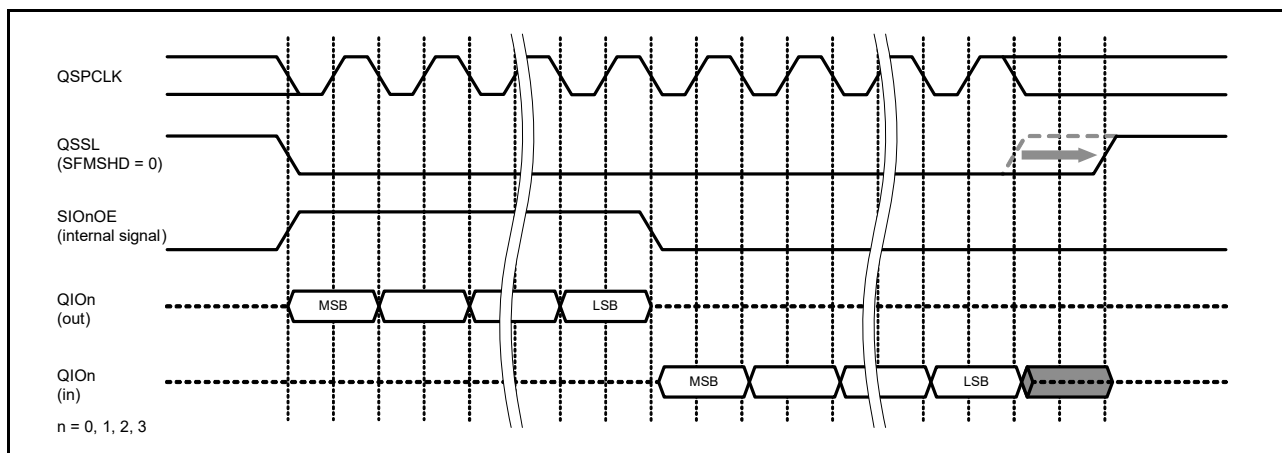 QSPCLK
QSSL
(SFMSHD = 0)
SIOnOE
(internal signal)
QIOn
(out)
MSB
LSB
QIOn
(in)
MSB
LSB
n = 0, 1, 2, 3